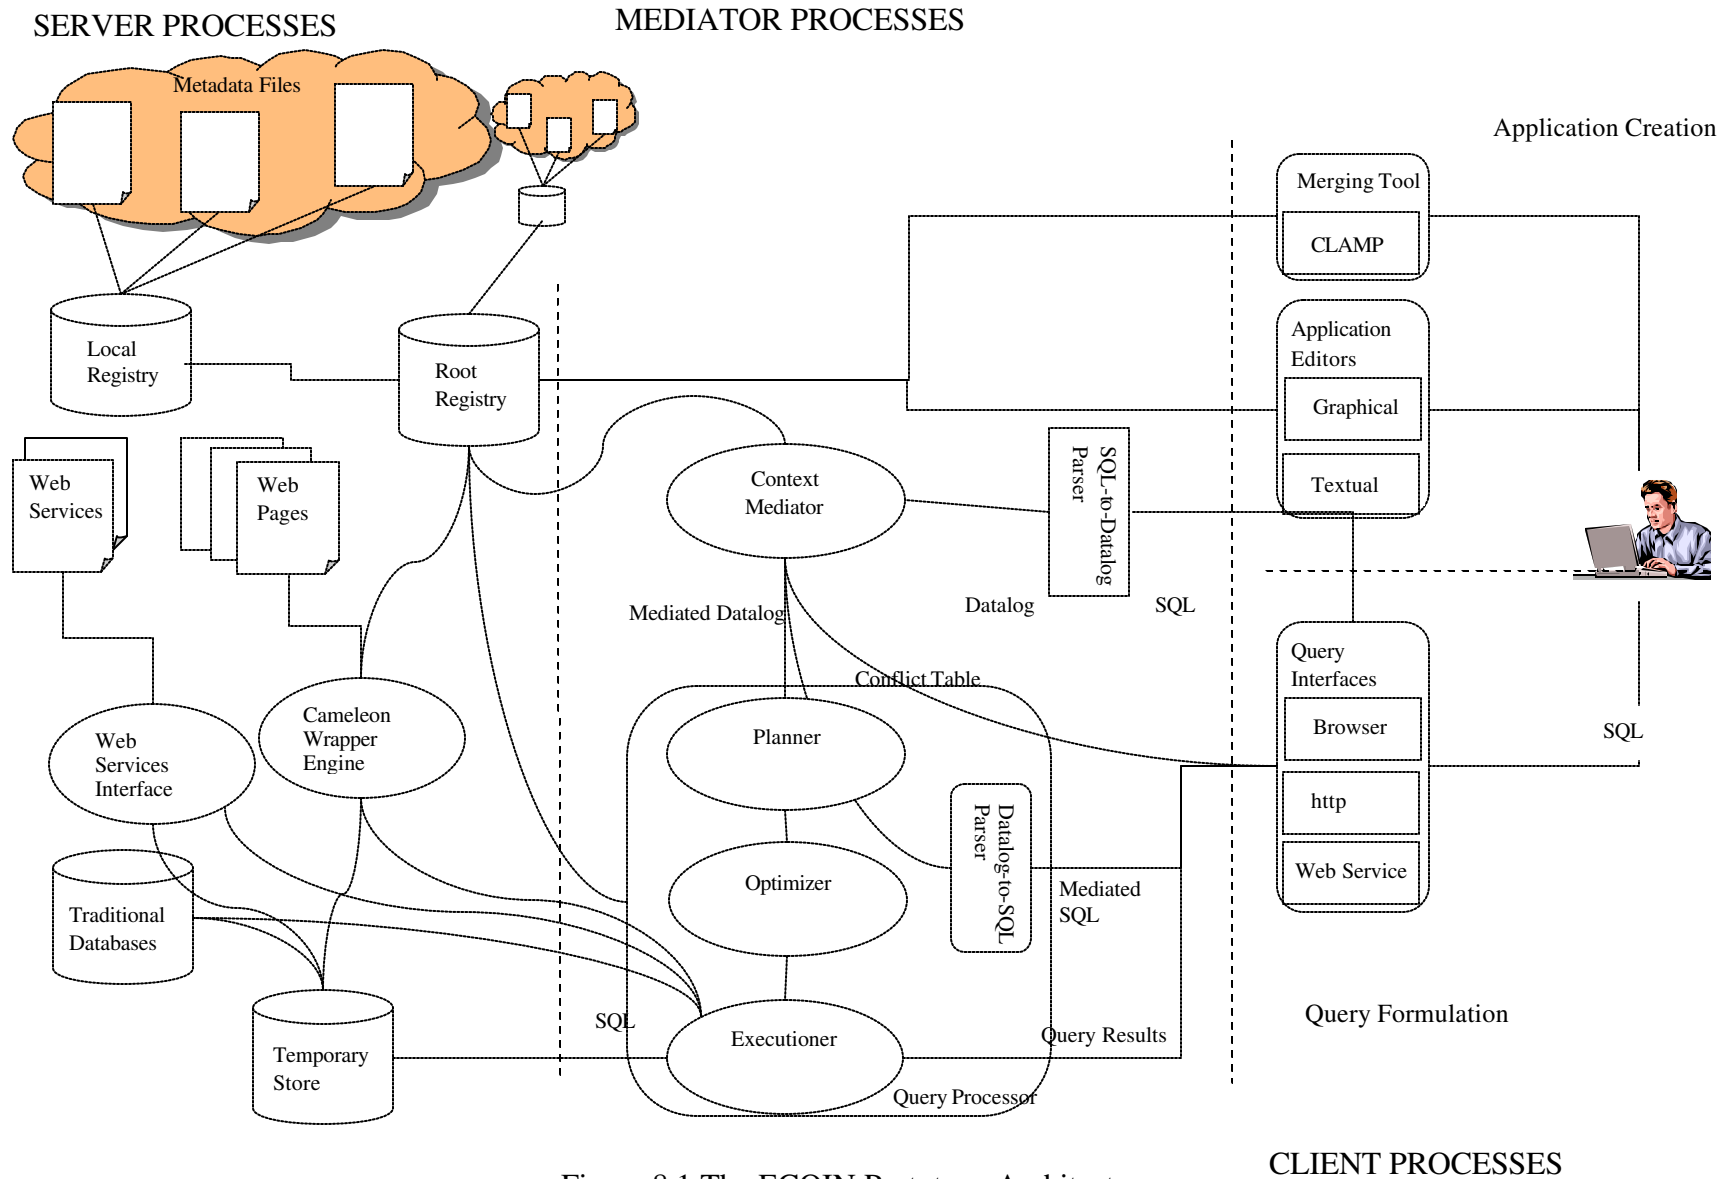 SERVER PROCESSES
MEDIATOR PROCESSES
Metadata Files
Application Creation
Merging Tool
CLAMP
Local
Registry
Root
Registry
Application
Editors
Graphical
Textual
Web
Services
Web
Pages
Context
Mediator
SQL-to-Datalog
Parser
Mediated Datalog
Datalog
SQL
Conflict Table
Query
Interfaces
Browser
http
Web Service
SQL
Web
Services
Interface
Cameleon
Wrapper
Engine
Planner
Optimizer
Datalog-to-SQL
Parser
Mediated
SQL
Traditional
Databases
Temporary
Store
SQL
Executioner
Query Results
Query Processor
Query Formulation
CLIENT PROCESSES